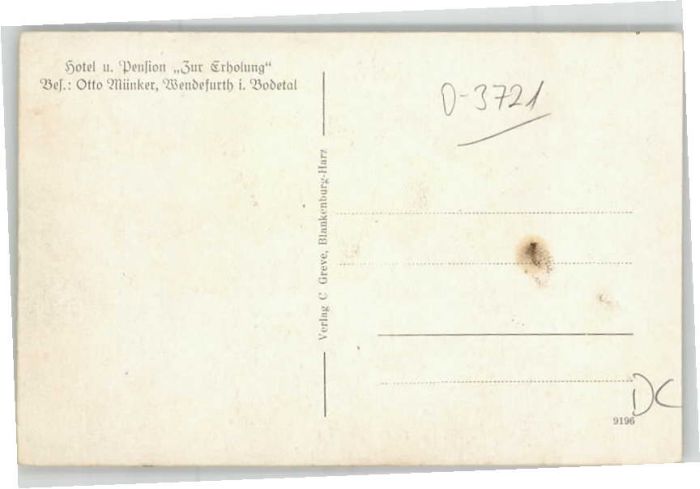 Hotel u. Pension „Zur Erholung“
Bes.: Otto Münker, Wendefurth i. Bodetal
D-3721
Verlag C Greve, Blankenburg-Harz
DC
9196